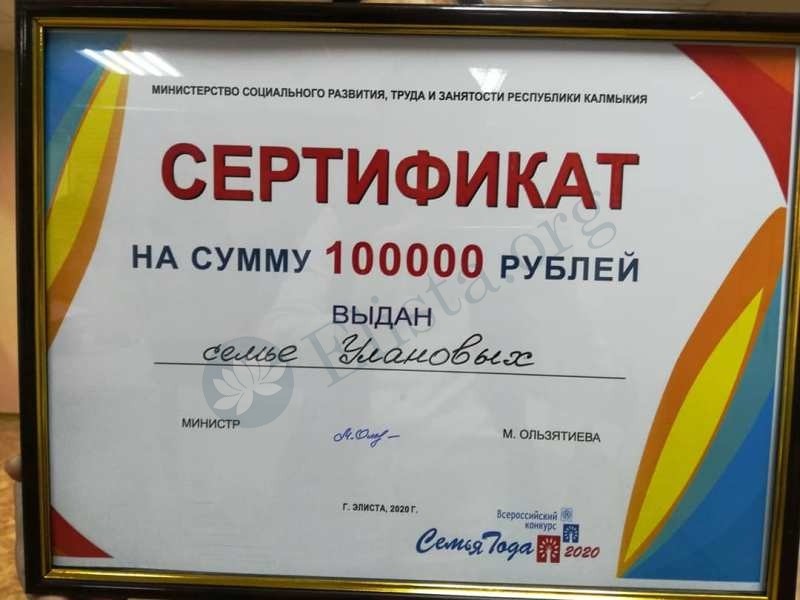 МИНИСТЕРСТВО СОЦИАЛЬНОГО РАЗВИТИЯ, ТРУДА И ЗАНЯТОСТИ РЕСПУБЛИКИ КАЛМЫКИЯ
СЕРТИФИКАТ
НА СУММУ 100000 РУБЛЕЙ
ВЫДАН
семье Улановых
Elista.org
МИНИСТР
М. ОЛЬЗЯТИЕВА
Г. ЭЛИСТА, 2020 Г.
Всероссийский
конкурс
Семья Года 2020